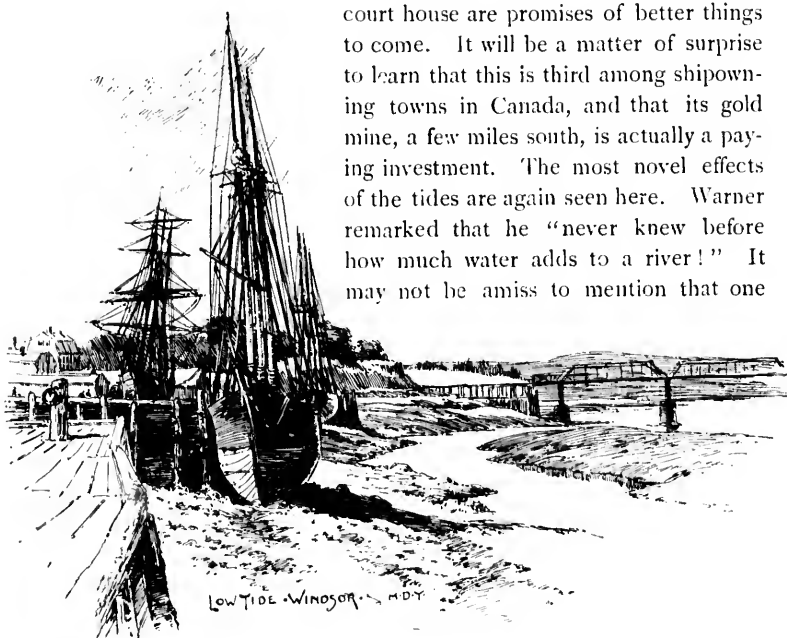 court house are promises of better things
to come. It will be a matter of surprise
to learn that this is third among shipown-
ing towns in Canada, and that its gold
mine, a few miles south, is actually a pay-
ing investment. The most novel effects
of the tides are again seen here. Warner
remarked that he “never knew before
how much water adds to a river!” It
may not be amiss to mention that one
LOW TIDE • WINDSOR • M•D•Y•